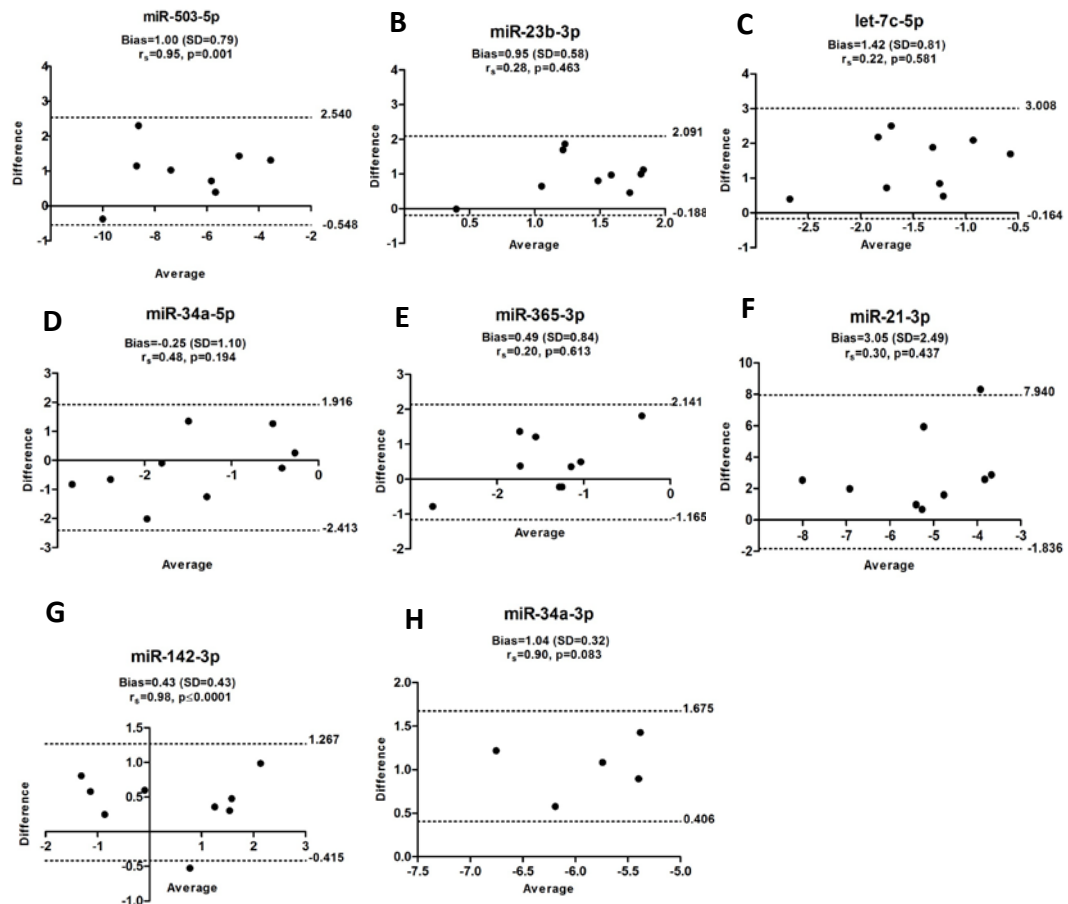 miR-503-5p
Bias=1.00 (SD=0.79)
rₛ=0.95, p=0.001
4
3
2
1
0
-1
2.540
-0.548
-10
-8
-6
-4
-2
Difference
Average
B
miR-23b-3p
Bias=0.95 (SD=0.58)
rₛ=0.28, p=0.463
4
3
2
1
0
-1
2.091
-0.188
0.5
1.0
1.5
2.0
Difference
Average
C
let-7c-5p
Bias=1.42 (SD=0.81)
rₛ=0.22, p=0.581
4
3
2
1
0
-1
3.008
-0.164
-2.5
-2.0
-1.5
-1.0
-0.5
Difference
Average
D
miR-34a-5p
Bias=-0.25 (SD=1.10)
rₛ=0.48, p=0.194
3
2
1
0
-1
-2
-3
1.916
-2.413
-2
-1
0
Difference
Average
E
miR-365-3p
Bias=0.49 (SD=0.84)
rₛ=0.20, p=0.613
3
2
1
0
-1
-2
2.141
-1.165
-2
-1
0
Difference
Average
F
miR-21-3p
Bias=3.05 (SD=2.49)
rₛ=0.30, p=0.437
10
8
6
4
2
0
-2
7.940
-1.836
-8
-7
-6
-5
-4
-3
Difference
Average
G
miR-142-3p
Bias=0.43 (SD=0.43)
rₛ=0.98, p≤0.0001
1.5
1.0
0.5
-0.5
-1.0
1.267
-0.415
-2
-1
0
1
2
3
Difference
Average
H
miR-34a-3p
Bias=1.04 (SD=0.32)
rₛ=0.90, p=0.083
2.0
1.5
1.0
0.5
0.0
1.675
0.406
-7.5
-7.0
-6.5
-6.0
-5.5
-5.0
Difference
Average